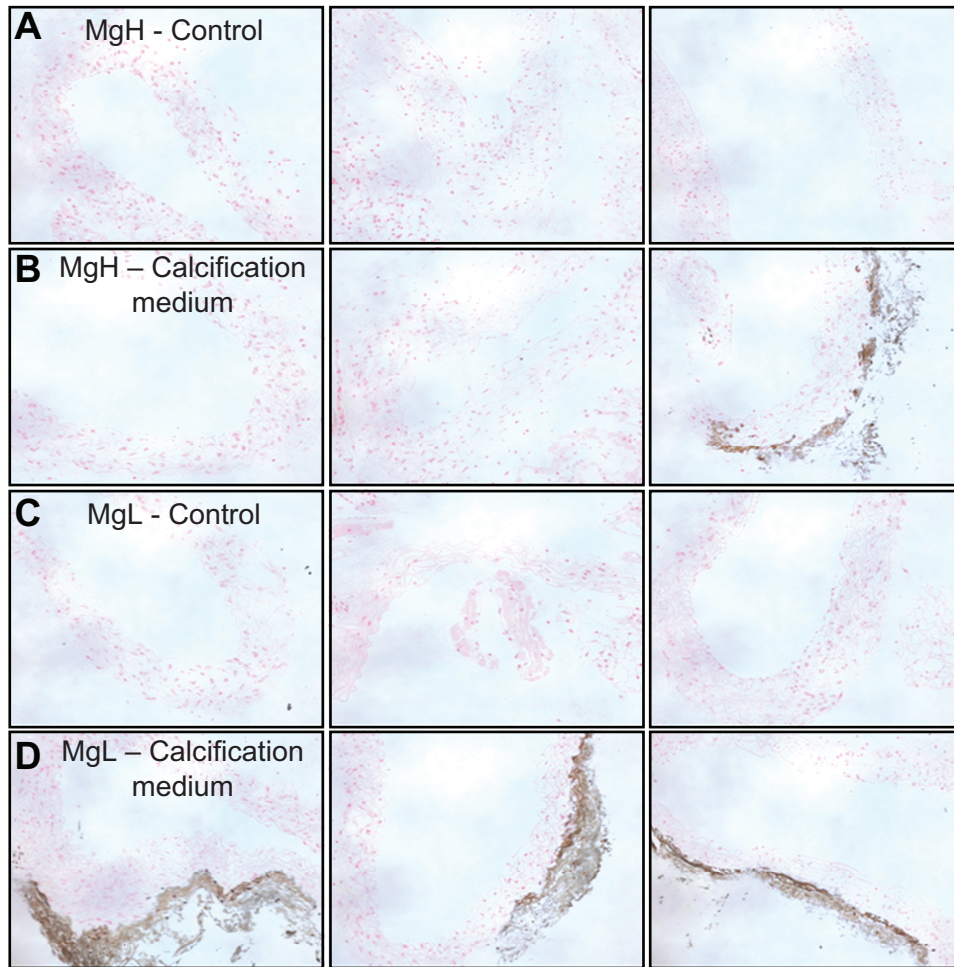 A MgH - Control
B MgH – Calcification
medium
C MgL - Control
D MgL – Calcification
medium